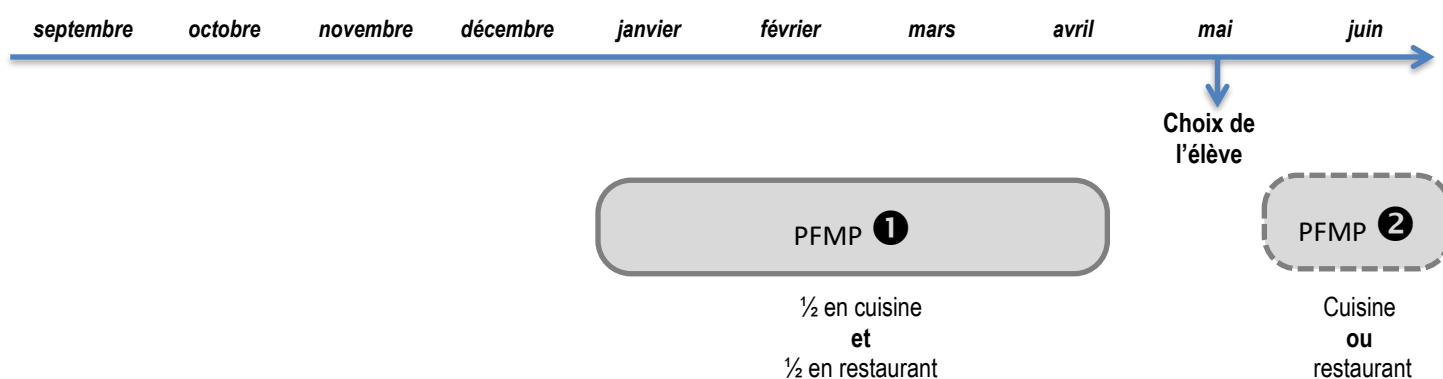 septembre octobre novembre décembre janvier février mars avril mai juin
Choix de
l'élève
PFMP ❶
PFMP ❷
½ en cuisine
et
½ en restaurant
Cuisine
ou
restaurant